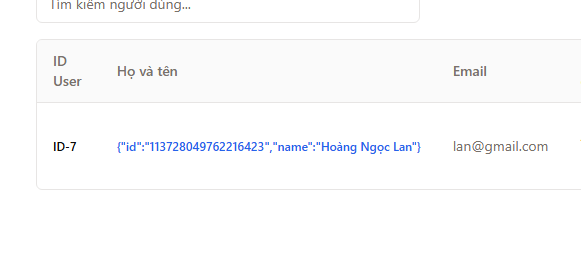 Tìm kiếm người dùng...
ID User
Họ và tên
Email
ID-7
{"id":"113728049762216423","name":"Hoàng Ngọc Lan"}
lan@gmail.com